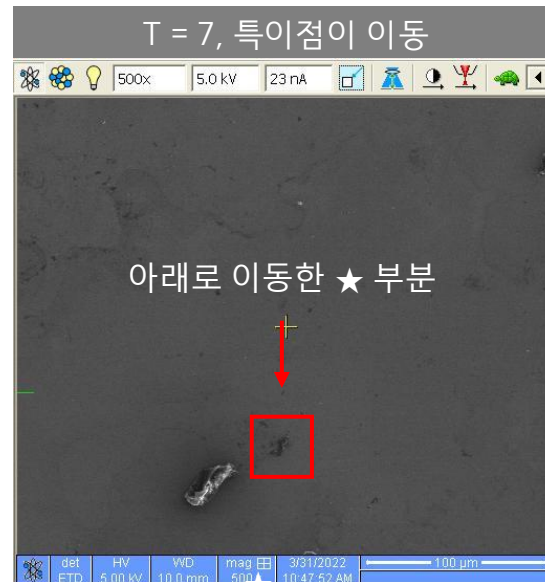 T = 7, 특이점이 이동
500x 5.0 kV 23 nA
아래로 이동한 ★ 부분
det HV WD mag 3/31/2022 100 µm
ETD 5.00 kV 10.0 mm 500 10:47:52 AM